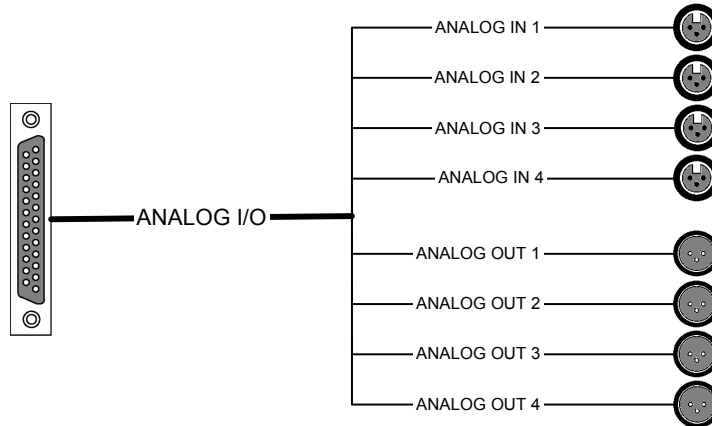 ANALOG I/O
ANALOG IN 1
ANALOG IN 2
ANALOG IN 3
ANALOG IN 4
ANALOG OUT 1
ANALOG OUT 2
ANALOG OUT 3
ANALOG OUT 4